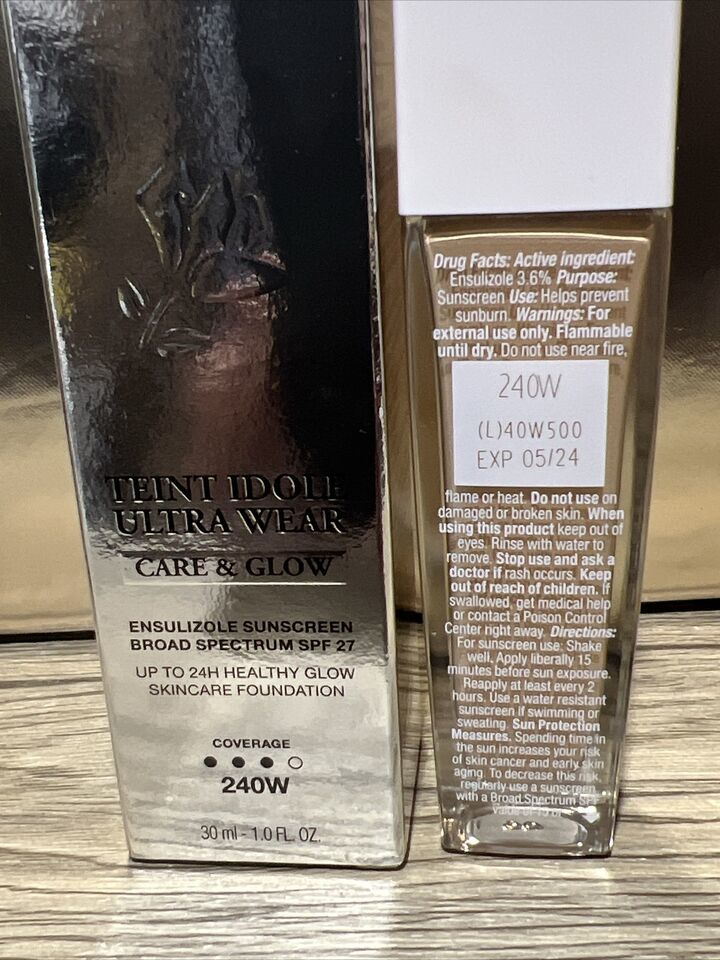 TEINT IDOLE
ULTRA WEAR
CARE & GLOW
ENSULIZOLE SUNSCREEN
BROAD SPECTRUM SPF 27
UP TO 24H HEALTHY GLOW
SKINCARE FOUNDATION
COVERAGE
240W
30 ml - 1.0 FL. OZ.
Drug Facts: Active ingredient:
Ensulizole 3.6% Purpose:
Sunscreen Use: Helps prevent
sunburn. Warnings: For
external use only. Flammable
until dry. Do not use near fire,
240W
(L)40W500
EXP 05/24
flame or heat. Do not use on
damaged or broken skin. When
using this product keep out of
eyes. Rinse with water to
remove. Stop use and ask a
doctor if rash occurs. Keep
out of reach of children. If
swallowed, get medical help
or contact a Poison Control
Center right away. Directions:
For sunscreen use: Shake
well. Apply liberally 15
minutes before sun exposure.
Reapply at least every 2
hours. Use a water resistant
sunscreen if swimming or
sweating. Sun Protection
Measures. Spending time in
the sun increases your risk
of skin cancer and early skin
aging. To decrease this risk,
regularly use a sunscreen
with a Broad Spectrum SPF